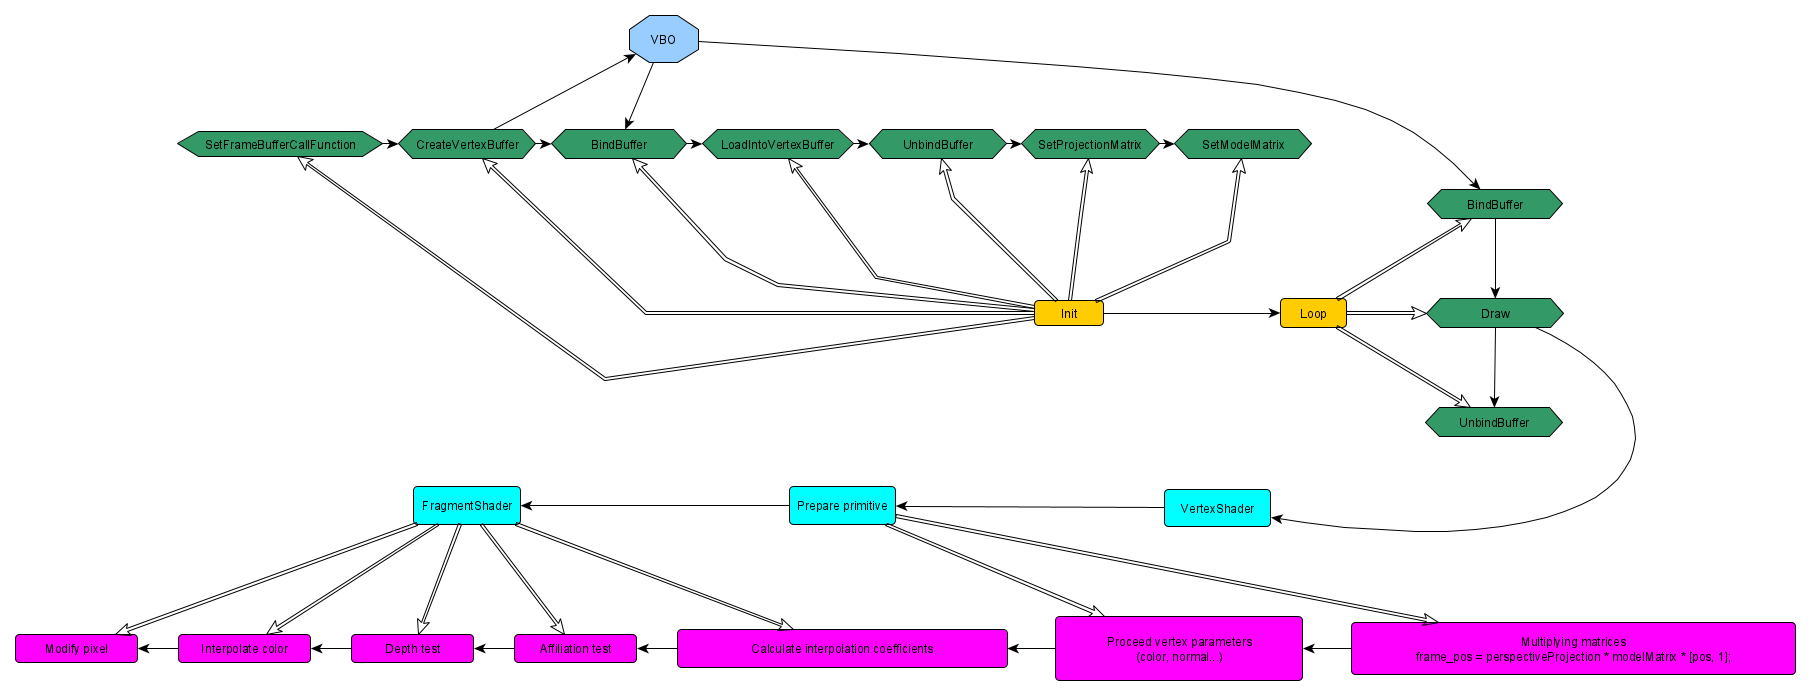 VBO
SetFrameBufferCallFunction
CreateVertexBuffer
BindBuffer
LoadIntoVertexBuffer
UnbindBuffer
SetProjectionMatrix
SetModelMatrix
BindBuffer
Init
Loop
Draw
UnbindBuffer
FragmentShader
Prepare primitive
VertexShader
Modify pixel
Interpolate color
Depth test
Affiliation test
Calculate interpolation coefficients
Proceed vertex parameters
(color, normal...)
Multiplying matrices
frame_pos = perspectiveProjection * modelMatrix * [pos, 1];